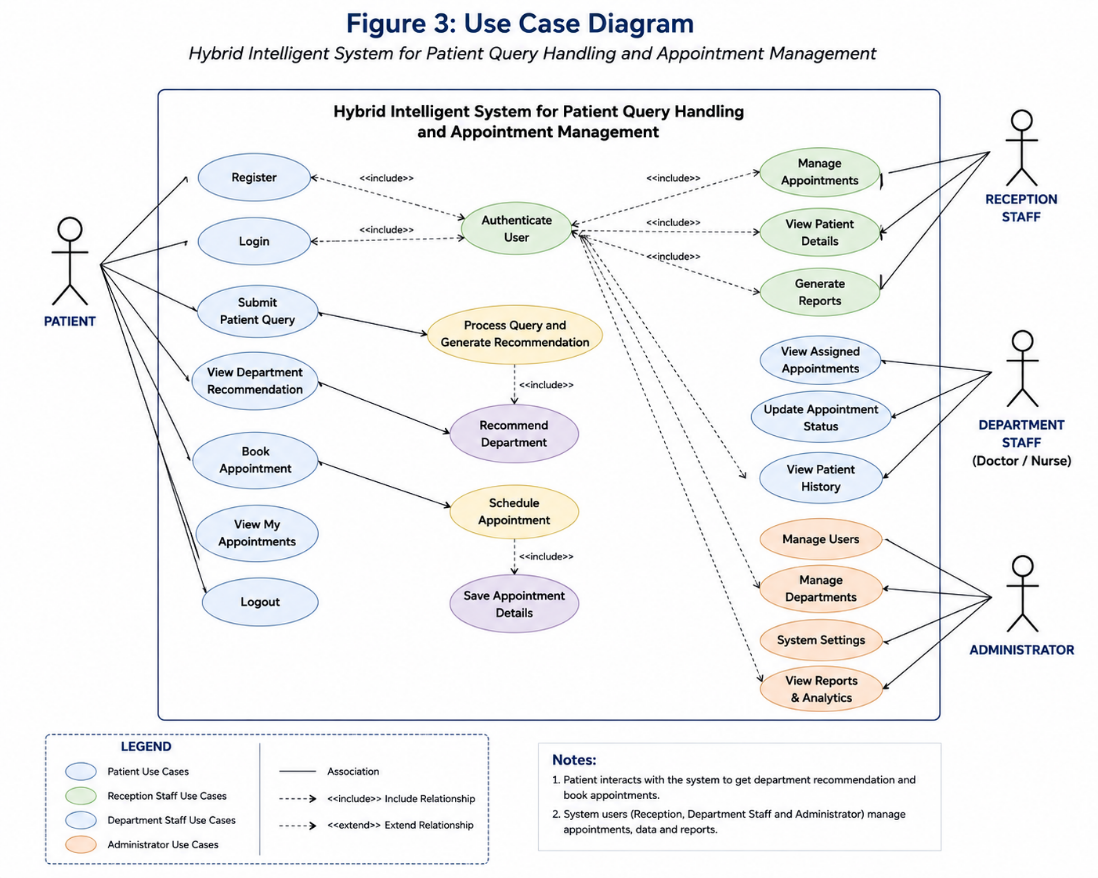 Figure 3: Use Case Diagram
Hybrid Intelligent System for Patient Query Handling and Appointment Management
Hybrid Intelligent System for Patient Query Handling
and Appointment Management
PATIENT
Register
Login
Submit
Patient Query
View Department
Recommendation
Book
Appointment
View My
Appointments
Logout
<<include>>
<<include>>
Authenticate
User
Process Query and
Generate Recommendation
<<include>>
Recommend
Department
Schedule
Appointment
<<include>>
Save Appointment
Details
<<include>>
<<include>>
<<include>>
Manage
Appointments
View Patient
Details
Generate
Reports
View Assigned
Appointments
Update Appointment
Status
View Patient
History
Manage Users
Manage
Departments
System Settings
View Reports
& Analytics
RECEPTION
STAFF
DEPARTMENT
STAFF
(Doctor / Nurse)
ADMINISTRATOR
LEGEND
Patient Use Cases
Reception Staff Use Cases
Department Staff Use Cases
Administrator Use Cases
Association
<<include>> Include Relationship
<<extend>> Extend Relationship
Notes:
1. Patient interacts with the system to get department recommendation and
book appointments.
2. System users (Reception, Department Staff and Administrator) manage
appointments, data and reports.